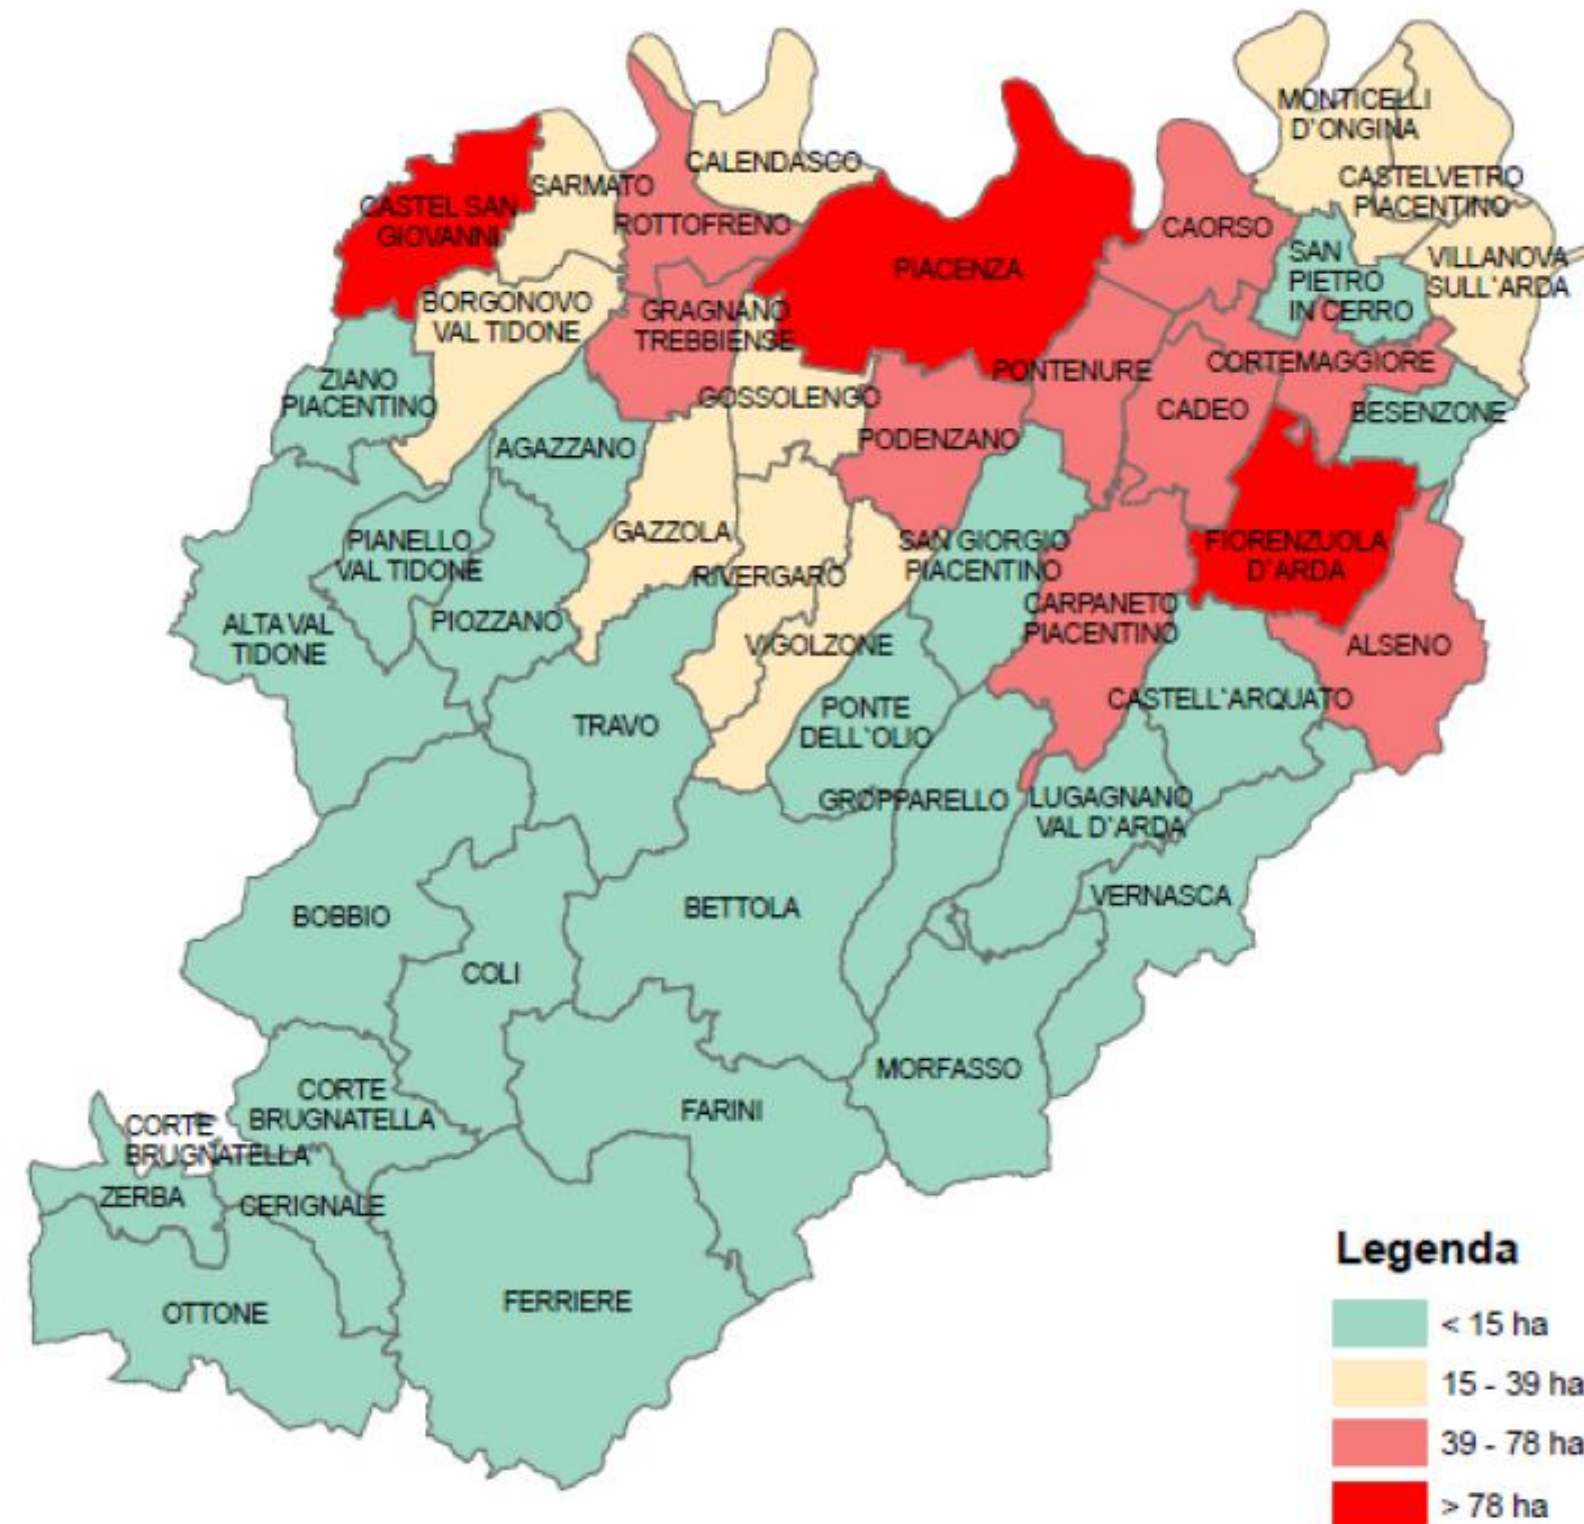 MONTICELLI
D'ONGINA
CALENDASCO
SARMATO
CASTELVETRO
PIACENTINO
CASTEL SAN
GIOVANNI
ROTTOFRENO
CAORSO
PIACENZA
SAN
PIETRO
IN CERRO
VILLANOVA
SULL'ARDA
BORGONOVO
VAL TIDONE
GRAGNANO
TREBBIENSE
ZIANO
PIACENTINO
GOSSOLENGO
PONTENURE
CORTEMAGGIORE
CADEO
BESENZONE
AGAZZANO
PODENZANO
GAZZOLA
PIANELLO
VAL TIDONE
SAN GIORGIO
PIACENTINO
FIORENZUOLA
D'ARDA
RIVERGARO
CARPANETO
PIACENTINO
PIOZZANO
ALTA VAL
TIDONE
VIGOLZONE
ALSENO
CASTELL'ARQUATO
TRAVO
PONTE
DELL'OLIO
GROPPARELLO
LUGAGNANO
VAL D'ARDA
VERNASCA
BETTOLA
BOBBIO
COLI
MORFASSO
CORTE
BRUGNATELLA
FARINI
CORTE
BRUGNATELLA
ZERBA
CERIGNALE
OTTONE
FERRIERE
Legenda
< 15 ha
15 - 39 ha
39 - 78 ha
> 78 ha